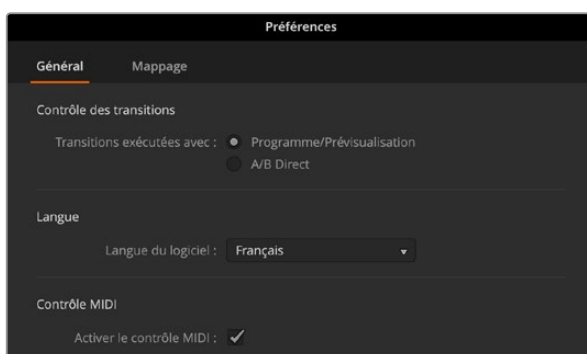 Préférences
Général Mappage
Contrôle des transitions
Transitions exécutées avec : Programme/Prévisualisation
A/B Direct
Langue
Langue du logiciel : Français
Contrôle MIDI
Activer le contrôle MIDI :